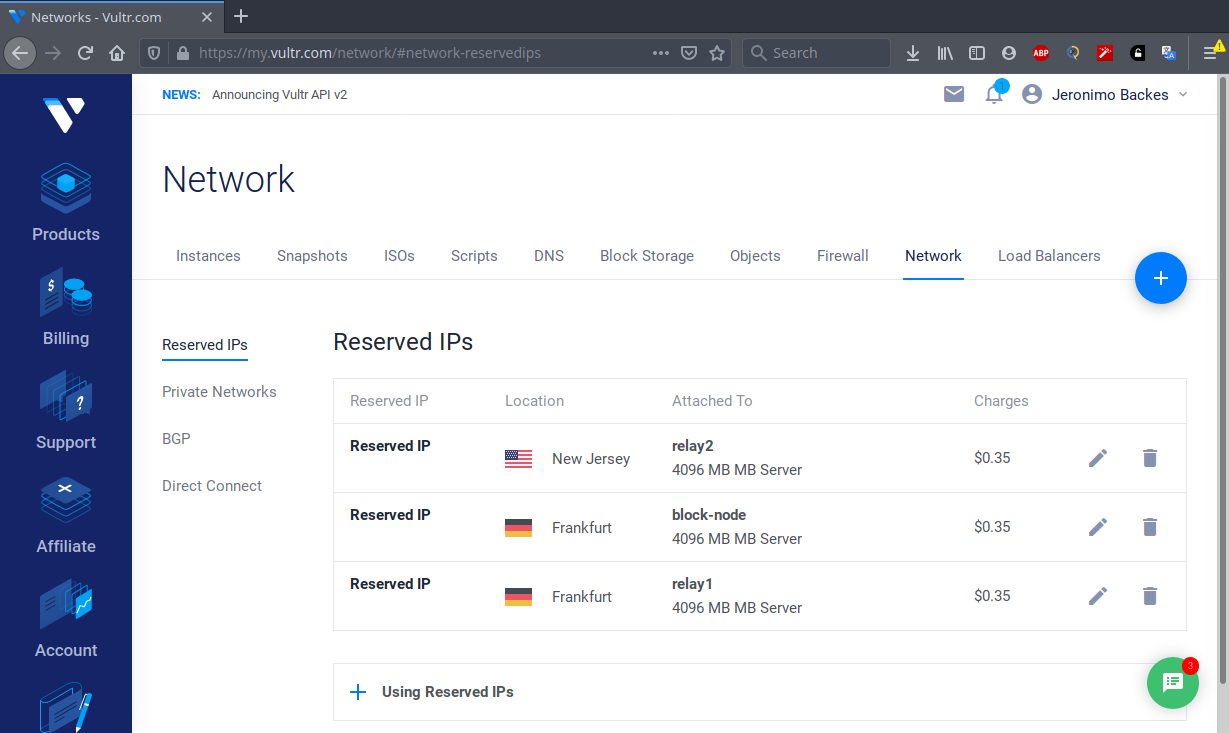 Networks - Vultr.com
https://my.vultr.com/network/#network-reservedips
Search
ABP
NEWS: Announcing Vultr API v2
Jeronimo Backes
Products
Billing
Support
Affiliate
Account
Network
Instances Snapshots ISOs Scripts DNS Block Storage Objects Firewall Network Load Balancers
Reserved IPs
Private Networks
BGP
Direct Connect
Reserved IPs
Reserved IP Location Attached To Charges
Reserved IP New Jersey relay2 $0.35
4096 MB MB Server
Reserved IP Frankfurt block-node $0.35
4096 MB MB Server
Reserved IP Frankfurt relay1 $0.35
4096 MB MB Server
Using Reserved IPs
3